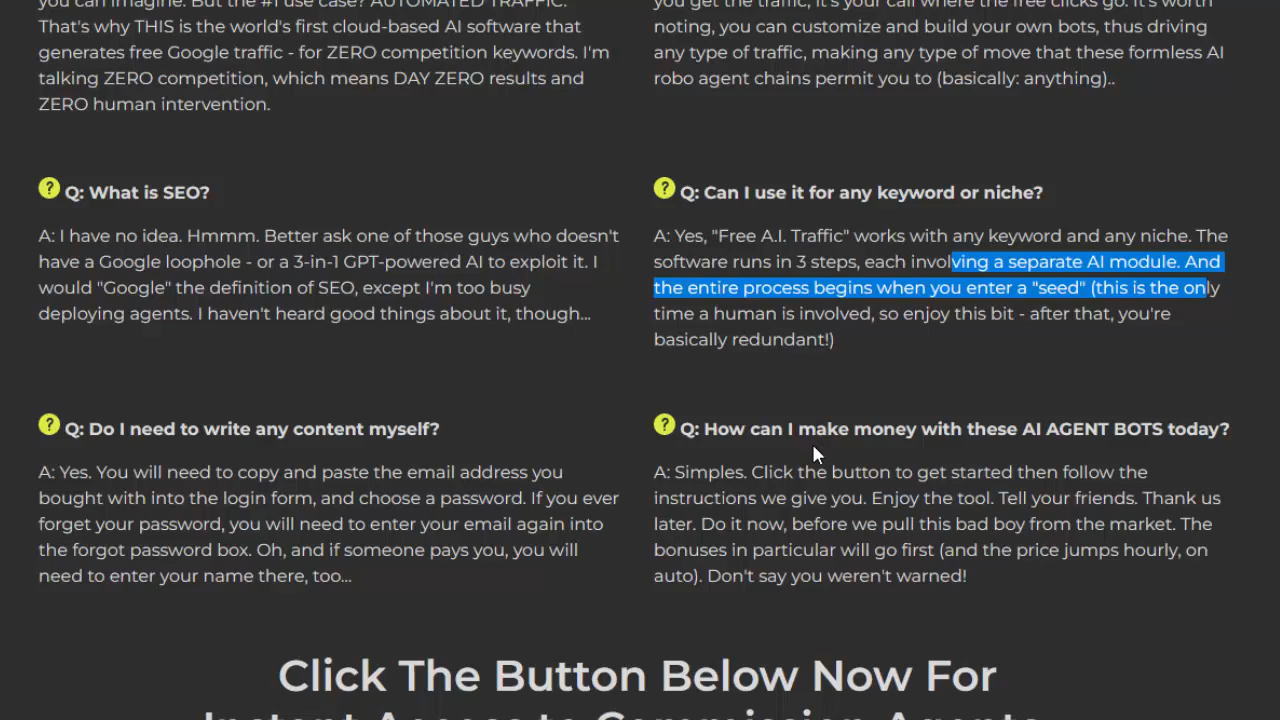 you can imagine. But the #1 use case? AUTOMATED TRAFFIC.
That's why THIS is the world's first cloud-based AI software that
generates free Google traffic - for ZERO competition keywords. I'm
talking ZERO competition, which means DAY ZERO results and
ZERO human intervention.
you get the traffic, it's your call where the free clicks go. It's worth
noting, you can customize and build your own bots, thus driving
any type of traffic, making any type of move that these formless AI
robo agent chains permit you to (basically: anything)..
? Q: What is SEO?
A: I have no idea. Hmmm. Better ask one of those guys who doesn't
have a Google loophole - or a 3-in-1 GPT-powered AI to exploit it. I
would "Google" the definition of SEO, except I'm too busy
deploying agents. I haven't heard good things about it, though...
? Q: Can I use it for any keyword or niche?
A: Yes, "Free A.I. Traffic" works with any keyword and any niche. The
software runs in 3 steps, each involving a separate AI module. And
the entire process begins when you enter a "seed" (this is the only
time a human is involved, so enjoy this bit - after that, you're
basically redundant!)
? Q: Do I need to write any content myself?
A: Yes. You will need to copy and paste the email address you
bought with into the login form, and choose a password. If you ever
forget your password, you will need to enter your email again into
the forgot password box. Oh, and if someone pays you, you will
need to enter your name there, too...
? Q: How can I make money with these AI AGENT BOTS today?
A: Simples. Click the button to get started then follow the
instructions we give you. Enjoy the tool. Tell your friends. Thank us
later. Do it now, before we pull this bad boy from the market. The
bonuses in particular will go first (and the price jumps hourly, on
auto). Don't say you weren't warned!
Click The Button Below Now For
Instant Access to Commission Agents